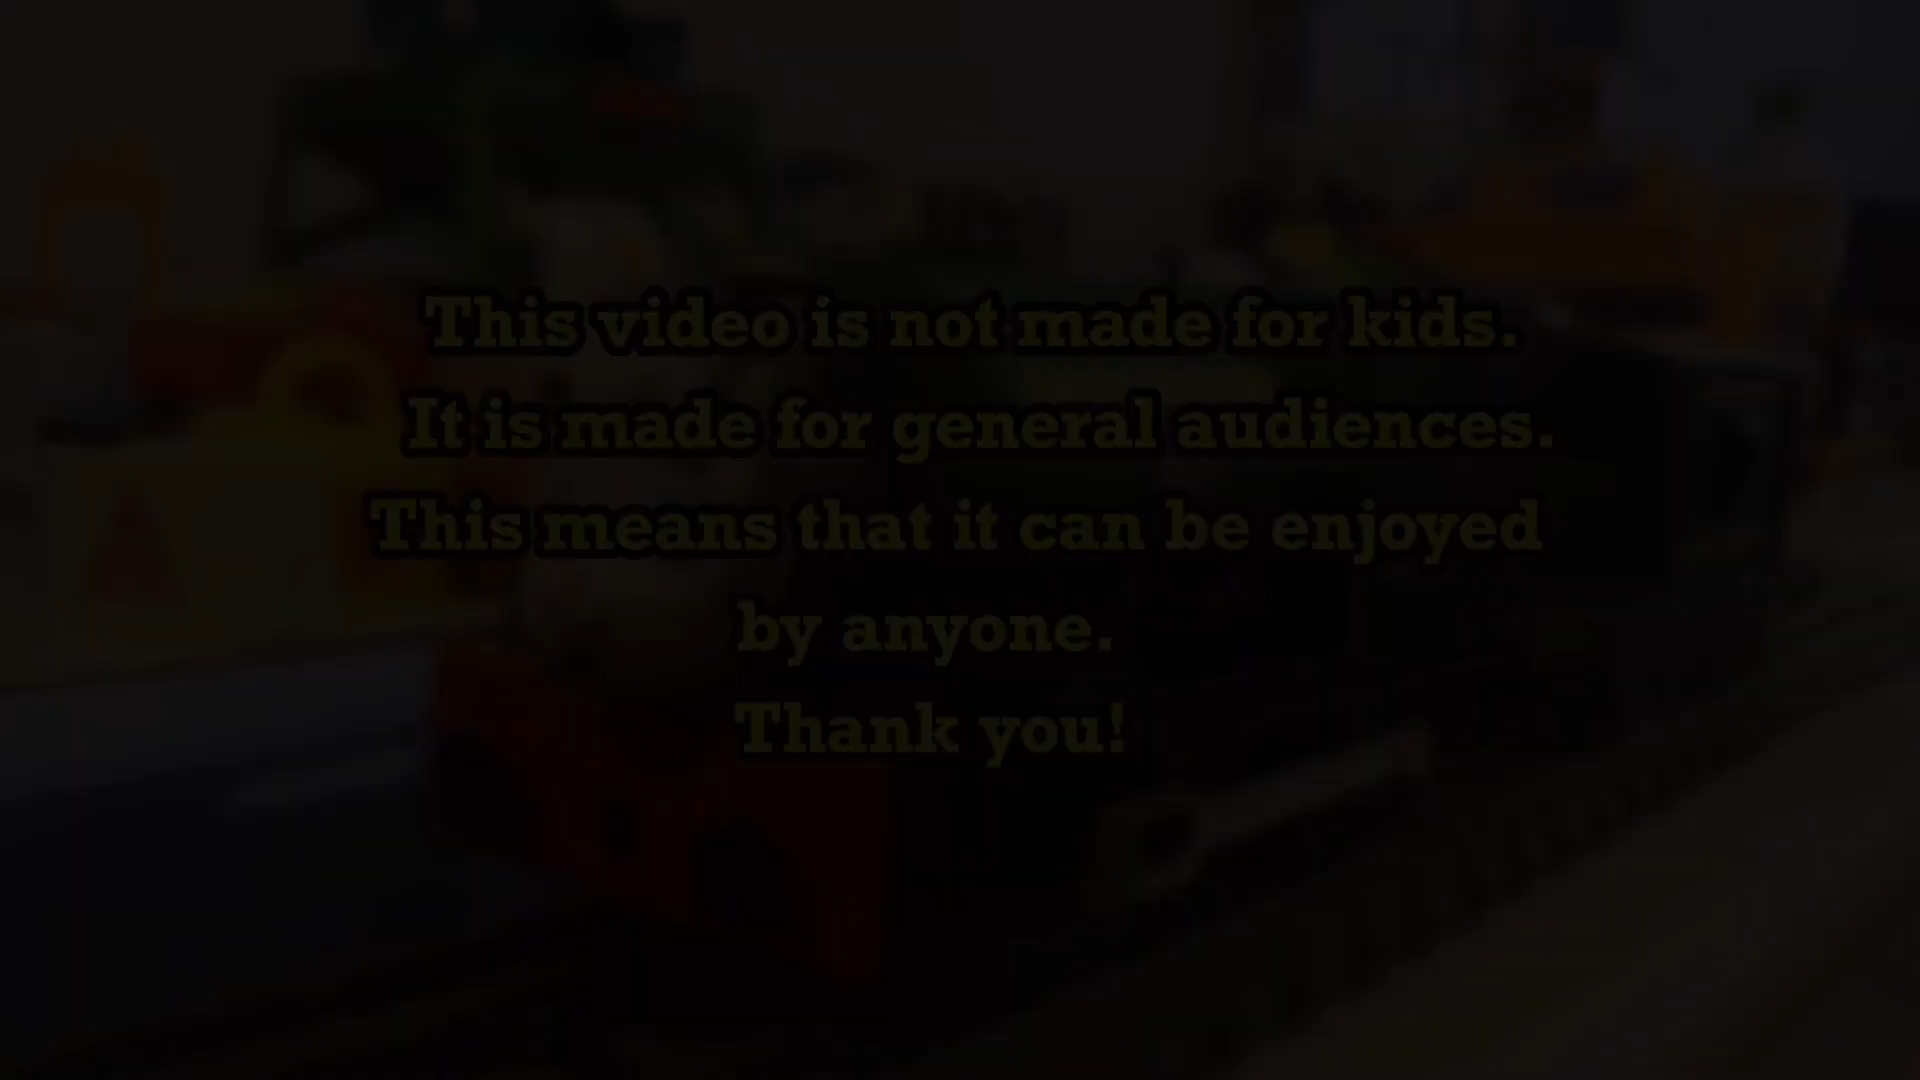 This video is not made for kids.
It is made for general audiences.
This means that it can be enjoyed
by anyone.
Thank you!